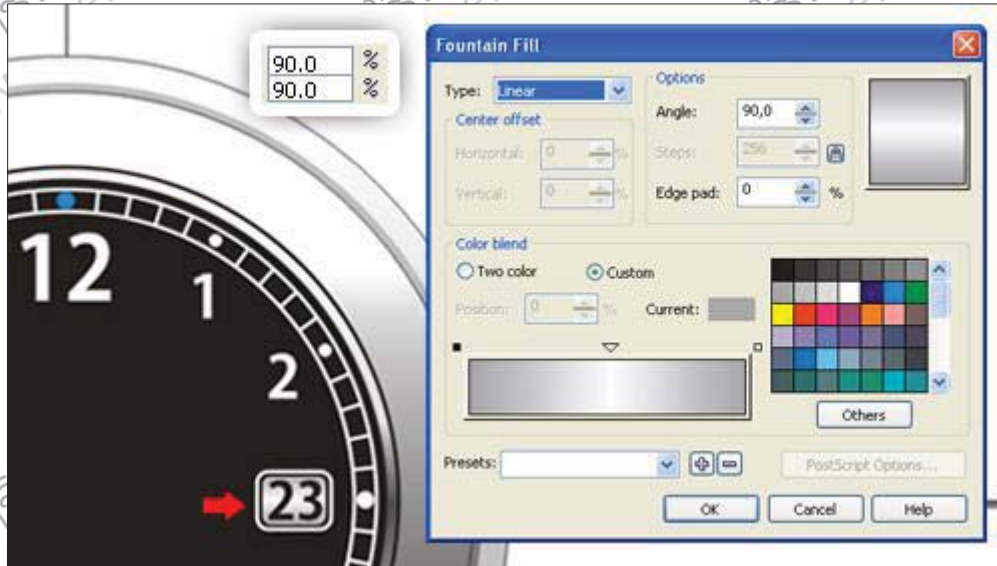 90.0 %
90.0 %
12
1
2
23
Fountain Fill
Type: Linear
Center offset
Horizontal: 0 %
Vertical: 0 %
Options
Angle: 90,0
Steps: 256
Edge pad: 0 %
Color blend
Two color Custom
Position: 0 % Current:
Others
Presets: PostScript Options...
OK Cancel Help